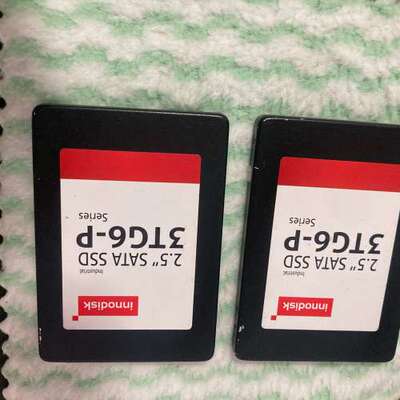 innodisk
Industrial
2.5" SATA SSD
3TG6-P
Series
innodisk
Industrial
2.5" SATA SSD
3TG6-P
Series